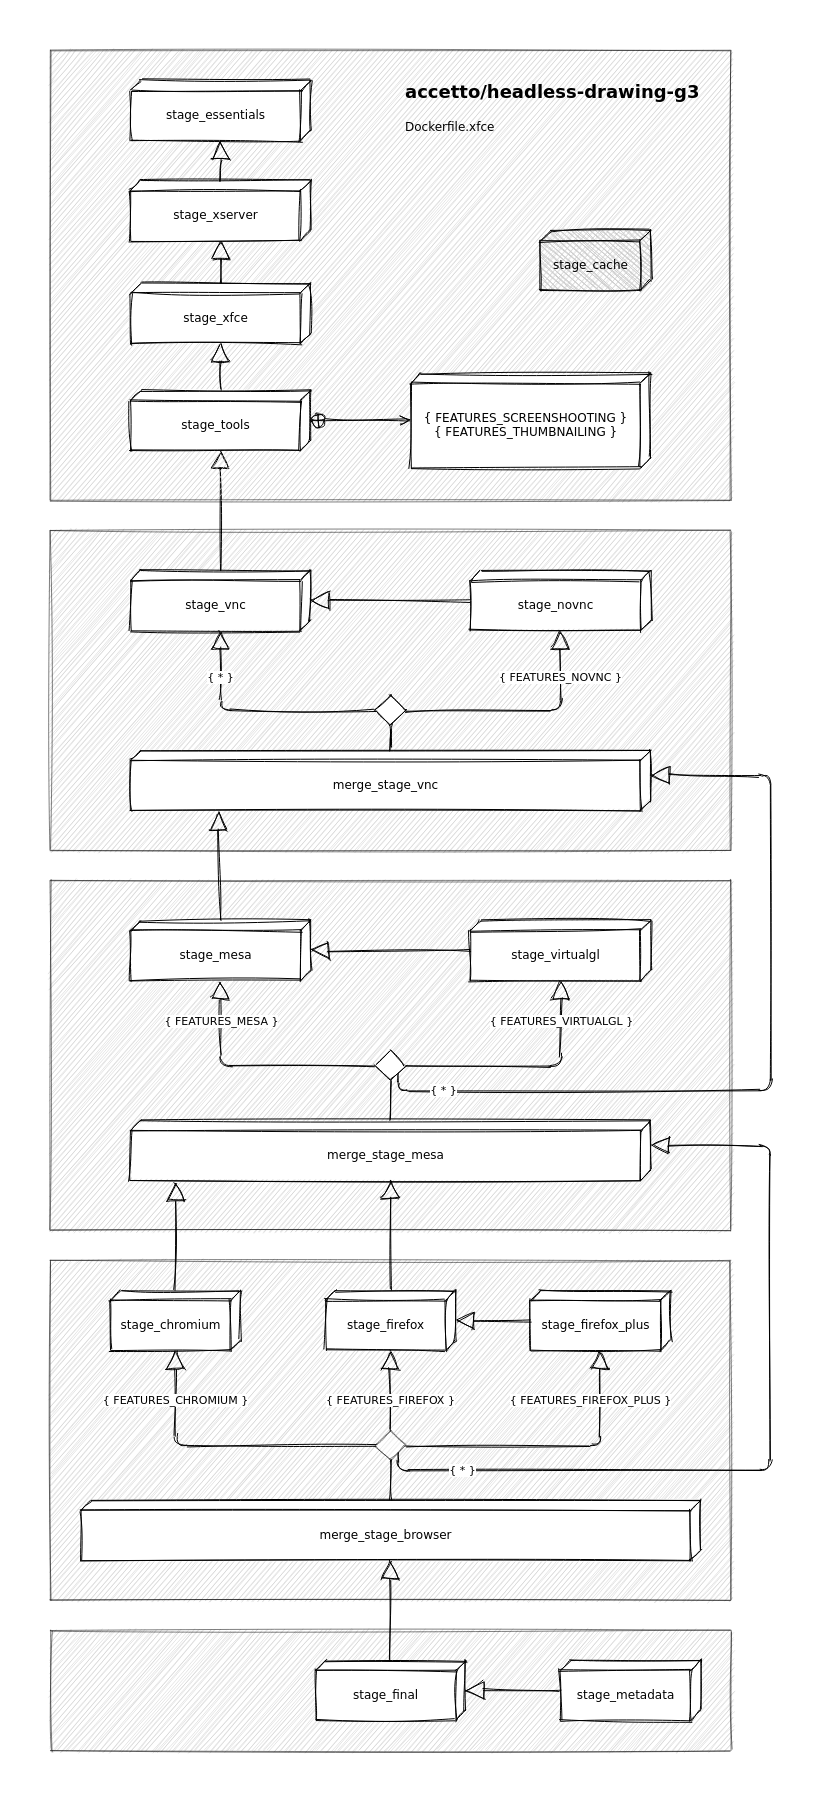 stage_essentials
accetto/headless-drawing-g3
Dockerfile.xfce
stage_xserver
stage_cache
stage_xfce
stage_tools
{ FEATURES_SCREENSHOOTING }
{ FEATURES_THUMBNAILING }
stage_vnc
stage_novnc
{ * }
{ FEATURES_NOVNC }
merge_stage_vnc
stage_mesa
stage_virtualgl
{ FEATURES_MESA }
{ FEATURES_VIRTUALGL }
{ * }
merge_stage_mesa
stage_chromium
stage_firefox
stage_firefox_plus
{ FEATURES_CHROMIUM }
{ FEATURES_FIREFOX }
{ FEATURES_FIREFOX_PLUS }
{ * }
merge_stage_browser
stage_final
stage_metadata